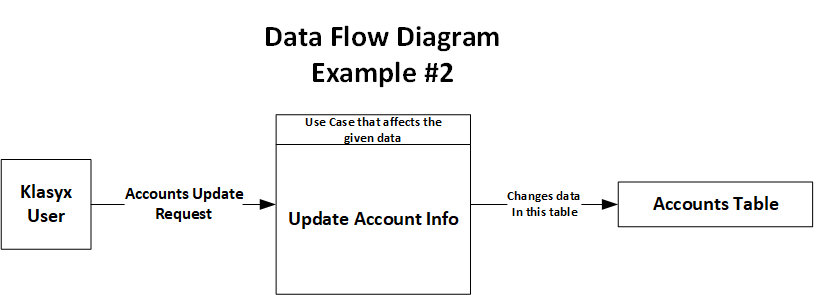 Data Flow Diagram
Example #2
Use Case that affects the
given data
Klasyx
User
Accounts Update
Request
Update Account Info
Changes data
In this table
Accounts Table